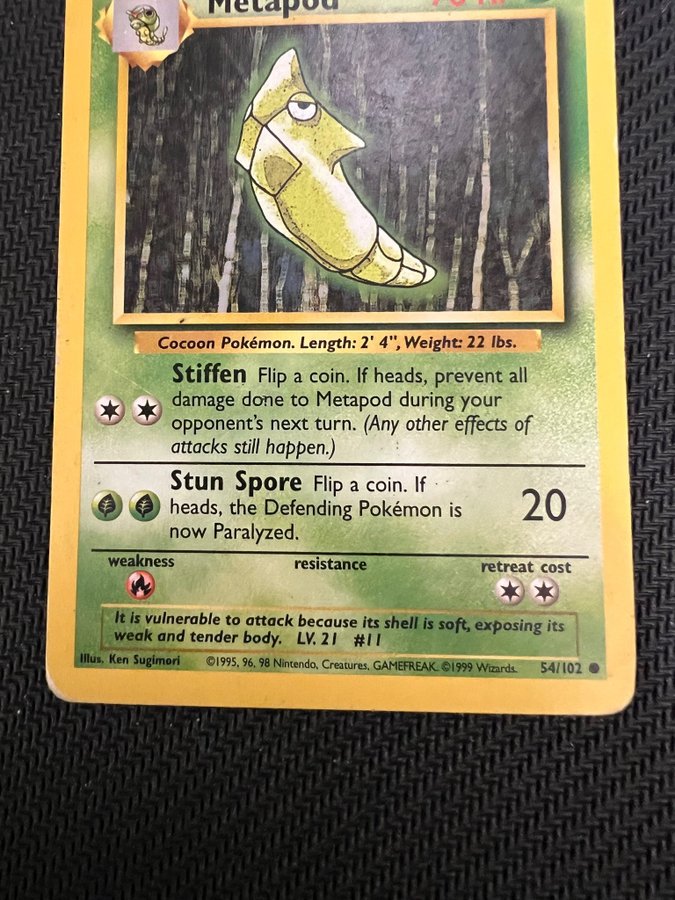 Metapod
Cocoon Pokémon. Length: 2' 4", Weight: 22 lbs.
Stiffen Flip a coin. If heads, prevent all
damage done to Metapod during your
opponent's next turn. (Any other effects of
attacks still happen.)
Stun Spore Flip a coin. If
heads, the Defending Pokémon is
now Paralyzed.
20
weakness resistance retreat cost
It is vulnerable to attack because its shell is soft, exposing its
weak and tender body. LV. 21 #11
Illus. Ken Sugimori ©1995, 96, 98 Nintendo, Creatures, GAMEFREAK. ©1999 Wizards. 54/102